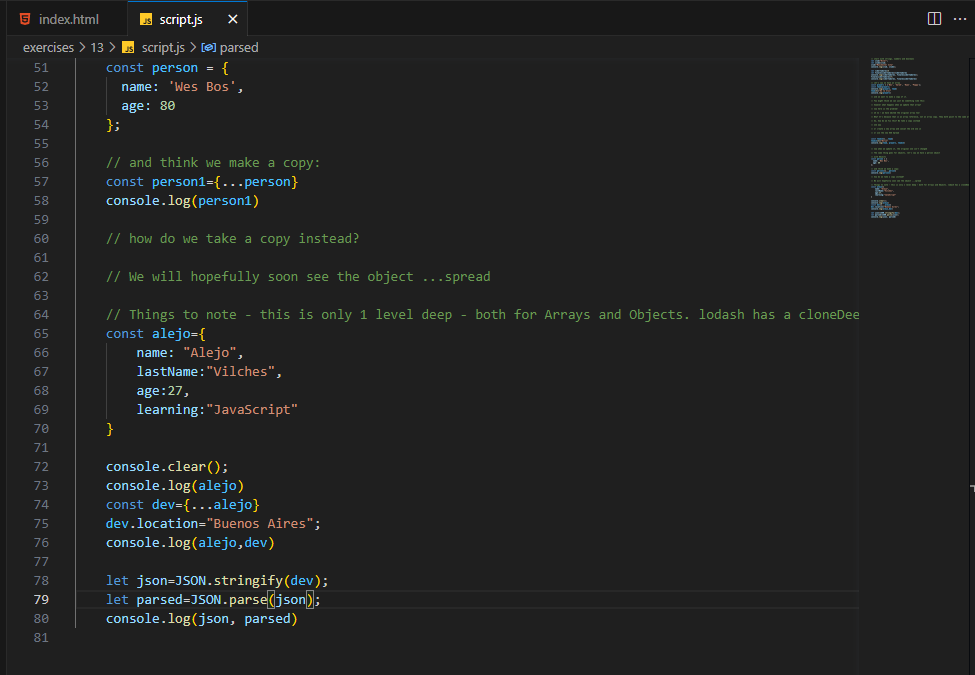 index.html
JS script.js
exercises > 13 > JS script.js > parsed
51 const person = {
52 name: 'Wes Bos',
53 age: 80
54 };
55
56 // and think we make a copy:
57 const person1={...person}
58 console.log(person1)
59
60 // how do we take a copy instead?
61
62 // We will hopefully soon see the object ...spread
63
64 // Things to note - this is only 1 level deep - both for Arrays and Objects. lodash has a cloneDee
65 const alejo={
66 name: "Alejo",
67 lastName:"Vilches",
68 age:27,
69 learning:"JavaScript"
70 }
71
72 console.clear();
73 console.log(alejo)
74 const dev={...alejo}
75 dev.location="Buenos Aires";
76 console.log(alejo,dev)
77
78 let json=JSON.stringify(dev);
79 let parsed=JSON.parse(json);
80 console.log(json, parsed)
81